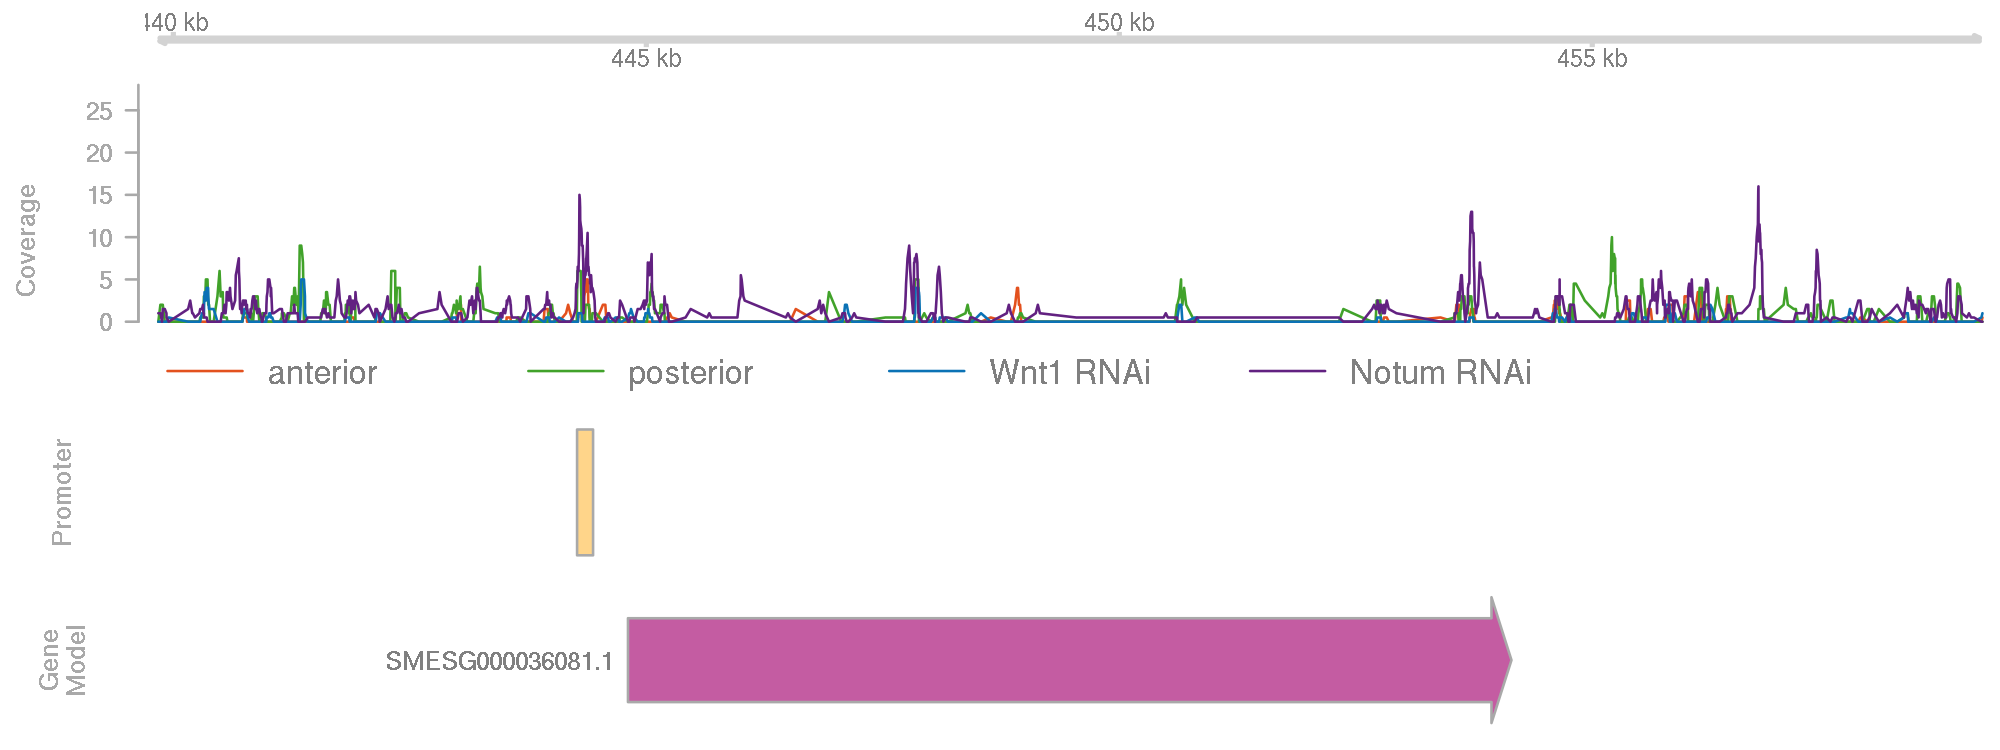 440 kb
450 kb
445 kb
455 kb
Coverage
25
20
15
10
5
0
anterior
posterior
Wnt1 RNAi
Notum RNAi
Promoter
Gene
Model
SMESG000036081.1